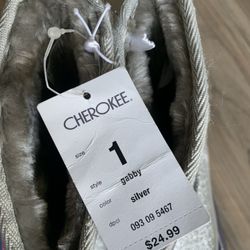 CHEROKEE.
size
1
style
gabby
color
silver
dpci
093 09 5467
$24.99